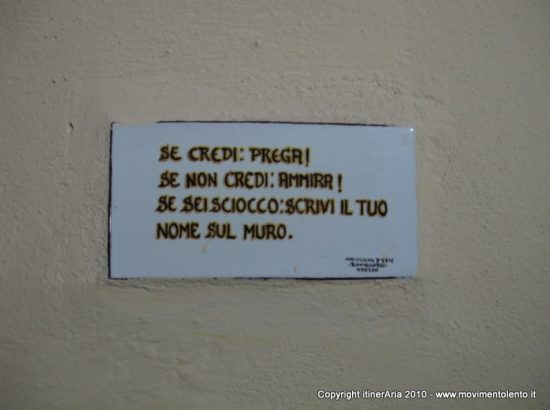 SE CREDI: PREGA!
SE NON CREDI: AMMIRA!
SE SEI SCIOCCO: SCRIVI IL TUO
NOME SUL MURO.
Copyright itinerAria 2010 - www.movimentolento.it